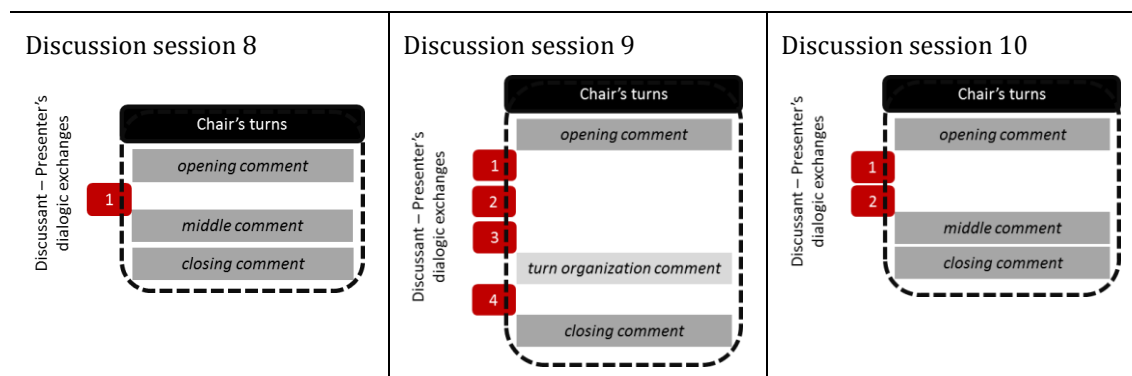 Discussion session 8
Discussant – Presenter's
dialogic exchanges
Chair's turns
opening comment
1
middle comment
closing comment
Discussion session 9
Discussant – Presenter's
dialogic exchanges
Chair's turns
opening comment
1
2
3
turn organization comment
4
closing comment
Discussion session 10
Discussant – Presenter's
dialogic exchanges
Chair's turns
opening comment
1
2
middle comment
closing comment